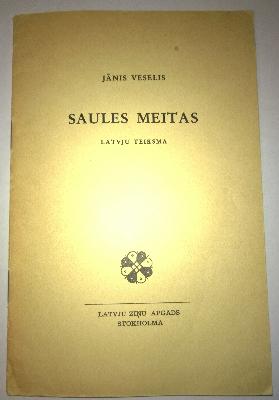 JĀNIS VESELIS
SAULES MEITAS
LATVJU TEIKSMA
LATVJU ZIŅU APGĀDS
STOKHOLMA